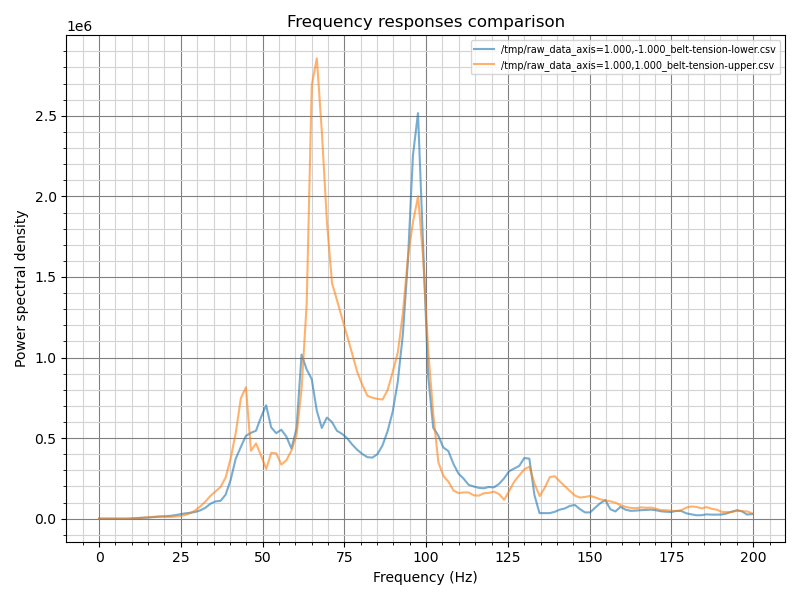 Frequency responses comparison
1e6
/tmp/raw_data_axis=1.000,-1.000_belt-tension-lower.csv
/tmp/raw_data_axis=1.000,1.000_belt-tension-upper.csv
2.5
2.0
1.5
1.0
0.5
0.0
Power spectral density
0 25 50 75 100 125 150 175 200
Frequency (Hz)